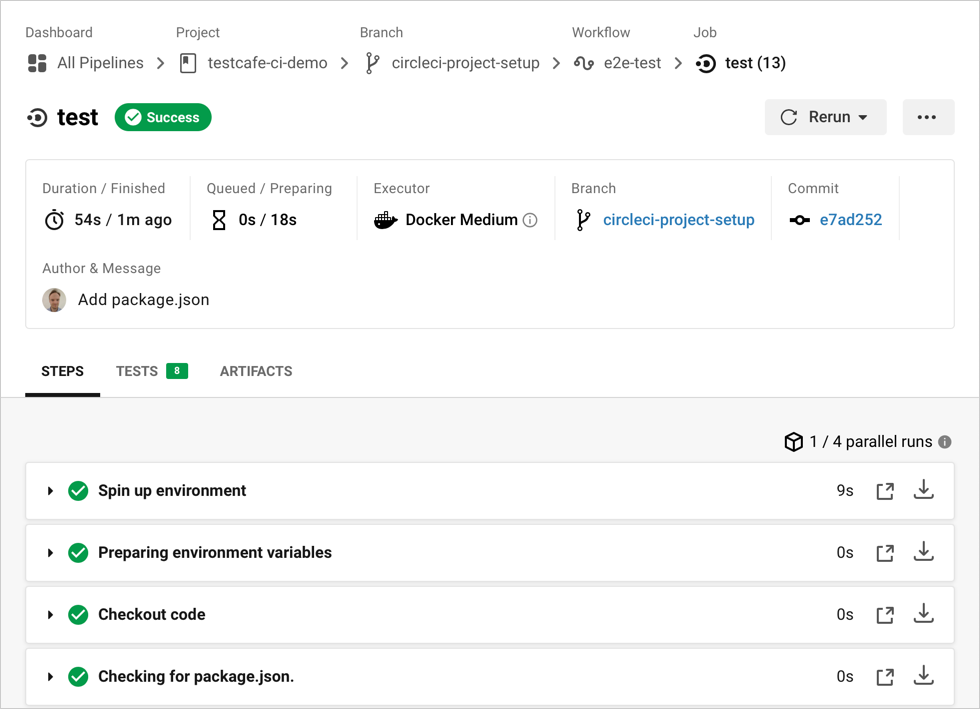 Dashboard Project Branch Workflow Job
All Pipelines testcafe-ci-demo circleci-project-setup e2e-test test (13)
test Success Rerun
Duration / Finished Queued / Preparing Executor Branch Commit
54s / 1m ago 0s / 18s Docker Medium circleci-project-setup e7ad252
Author & Message
Add package.json
STEPS TESTS 8 ARTIFACTS
1 / 4 parallel runs
Spin up environment 9s
Preparing environment variables 0s
Checkout code 0s
Checking for package.json. 0s